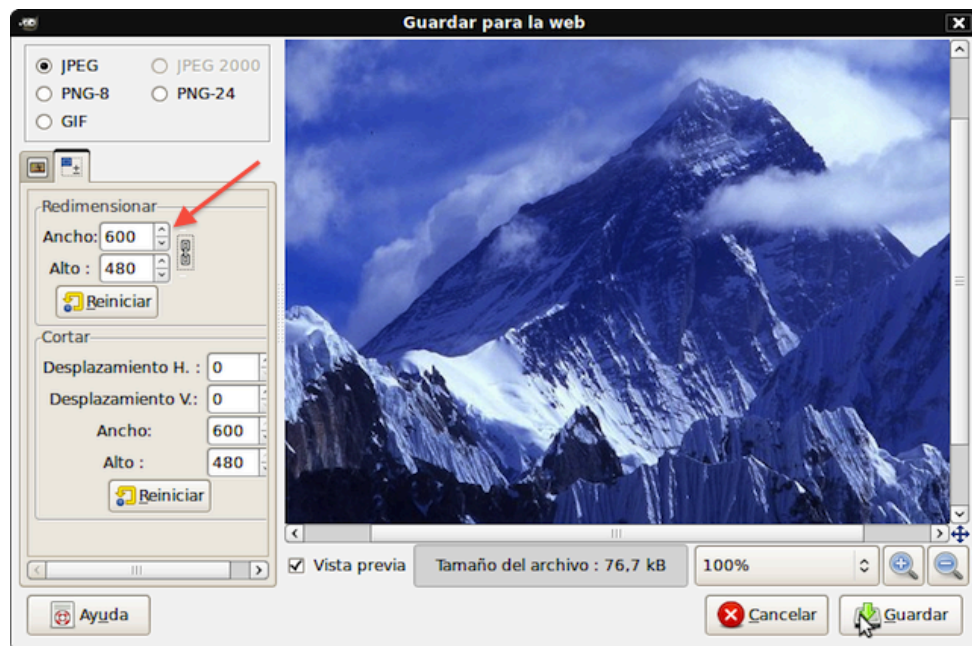 Guardar para la web
JPEG
JPEG 2000
PNG-8
PNG-24
GIF
Redimensionar
Ancho: 600
Alto : 480
Reiniciar
Cortar
Desplazamiento H. : 0
Desplazamiento V.: 0
Ancho: 600
Alto : 480
Reiniciar
Vista previa
Tamaño del archivo : 76,7 kB
100%
Ayuda
Cancelar
Guardar